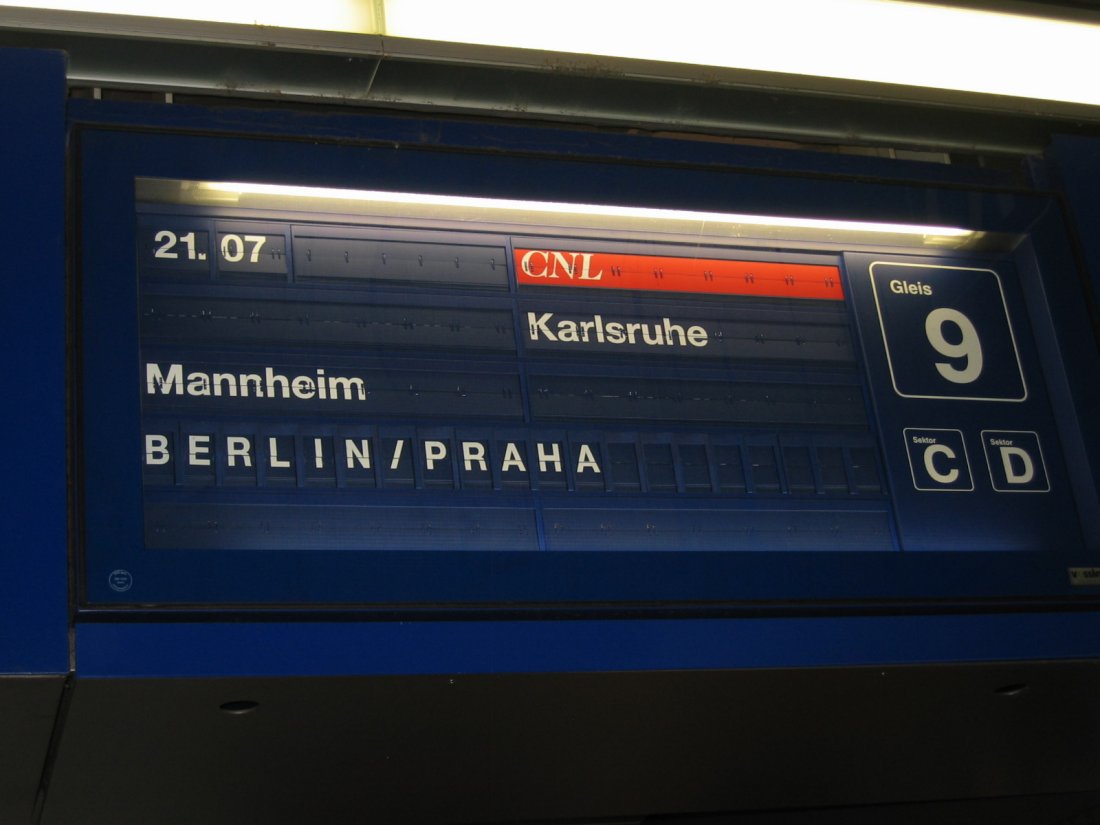 21. 07 CNL
Karlsruhe
Mannheim
BERLIN/PRAHA
Gleis
9
Sektor
C
Sektor
D